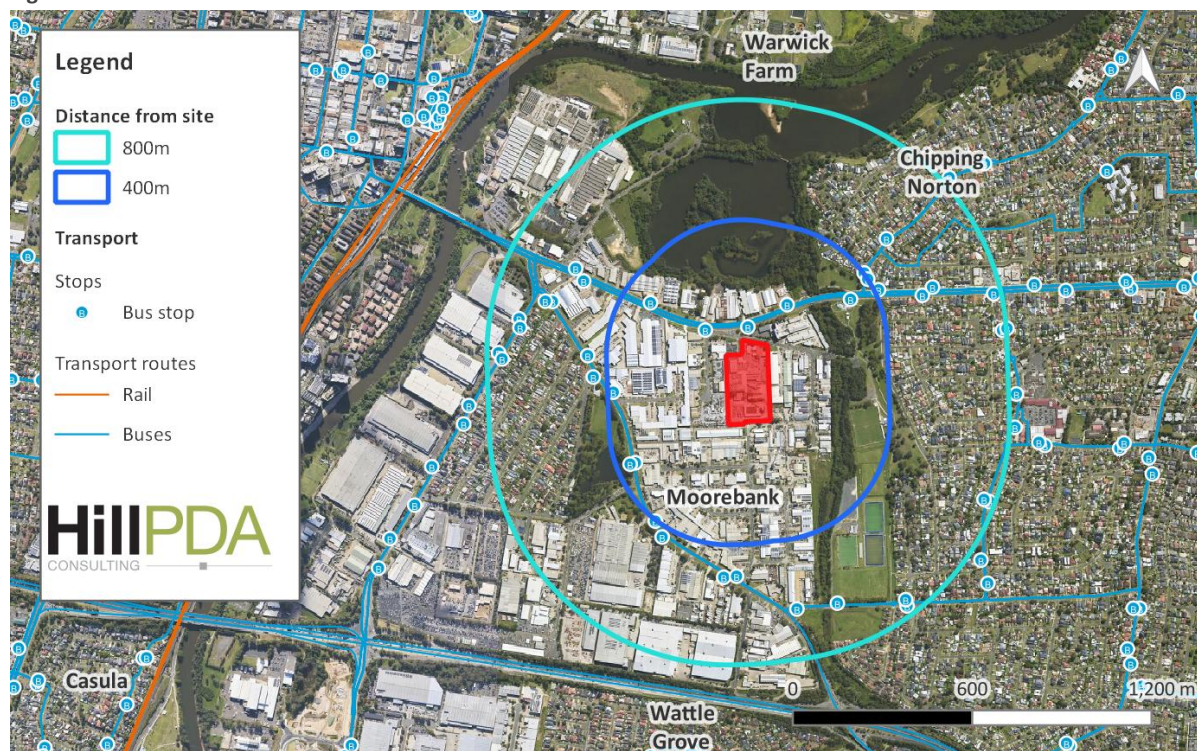 Legend
Distance from site
800m
400m
Transport
Stops
B Bus stop
Transport routes
Rail
Buses
HillPDA
CONSULTING
Warwick
Farm
Chipping
Norton
Moorebank
Casula
Wattle
Grove
0 600 1,200 m